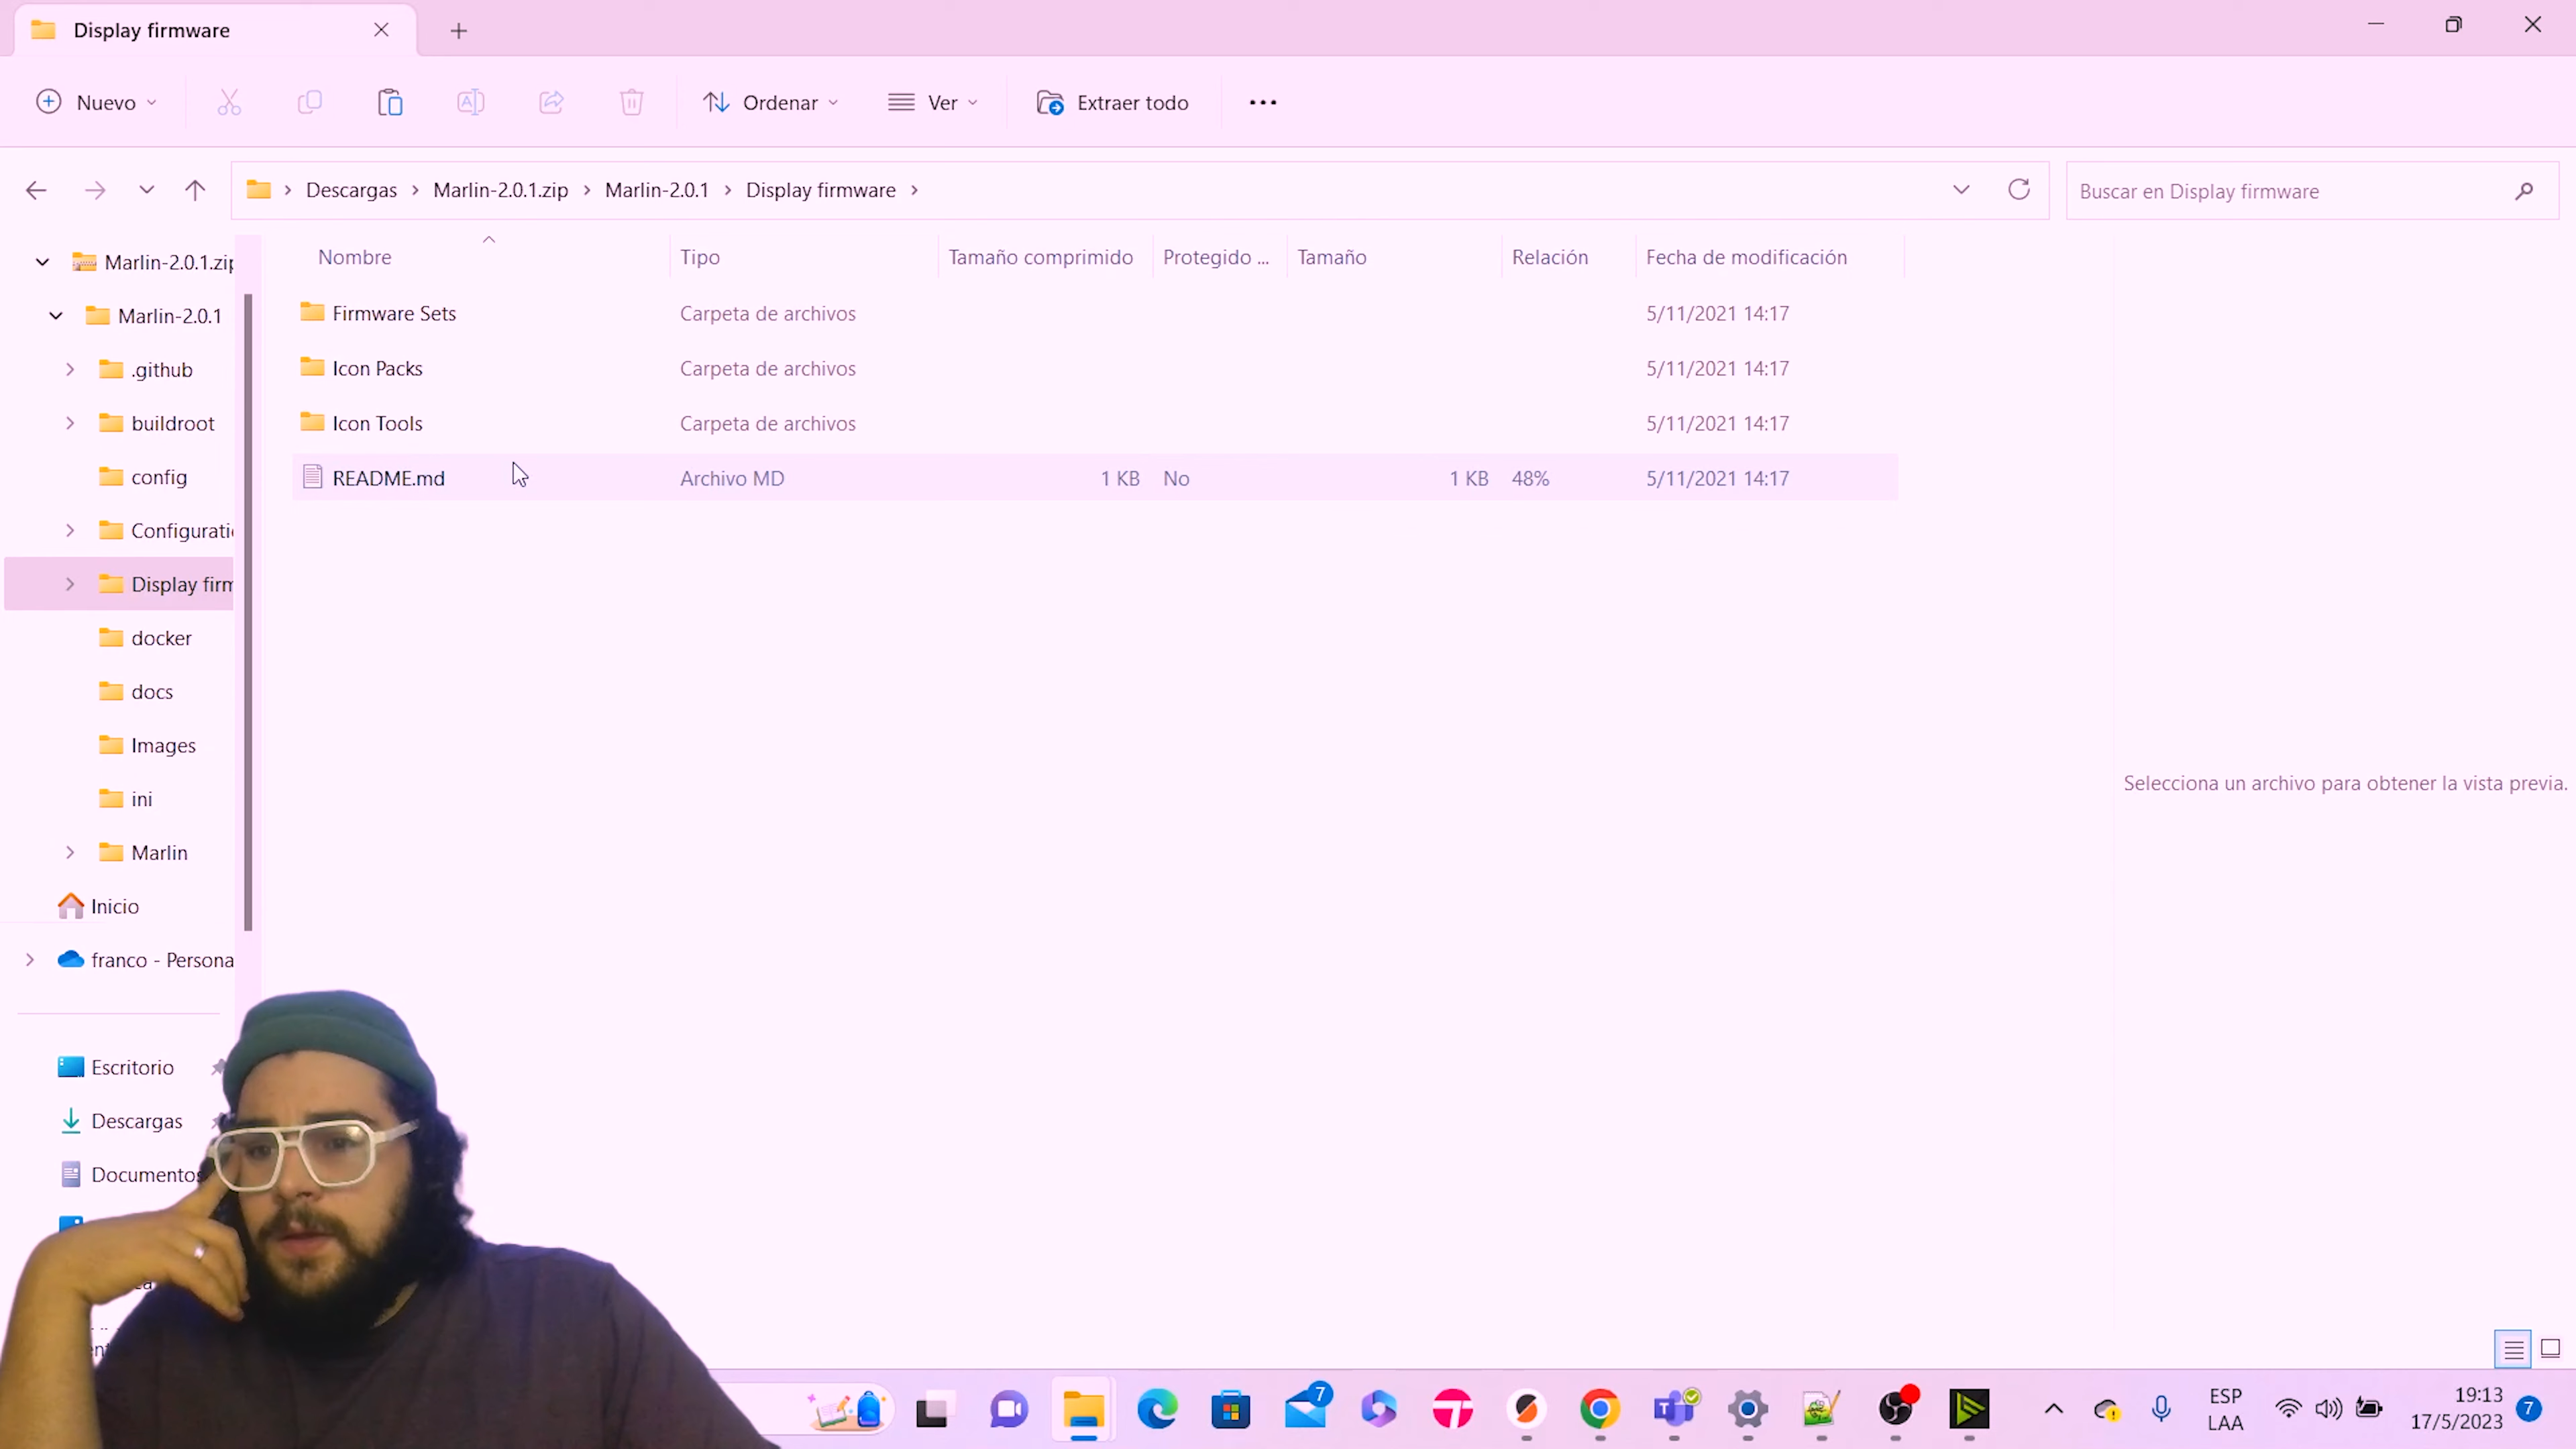 Display firmware
Nuevo
Ordenar
Ver
Extraer todo
Descargas
Marlin-2.0.1.zip
Marlin-2.0.1
Display firmware
Buscar en Display firmware
Nombre
Tipo
Tamaño comprimido
Protegido ...
Tamaño
Relación
Fecha de modificación
Firmware Sets
Carpeta de archivos
5/11/2021 14:17
Icon Packs
Carpeta de archivos
5/11/2021 14:17
Icon Tools
Carpeta de archivos
5/11/2021 14:17
README.md
Archivo MD
1 KB
No
1 KB
48%
5/11/2021 14:17
Marlin-2.0.1.zip
Marlin-2.0.1
.github
buildroot
config
Configuratio
Display firm
docker
docs
Images
ini
Marlin
Inicio
franco - Persona
Escritorio
Descargas
Documentos
Selecciona un archivo para obtener la vista previa.
7
ESP
LAA
19:13
17/5/2023
7